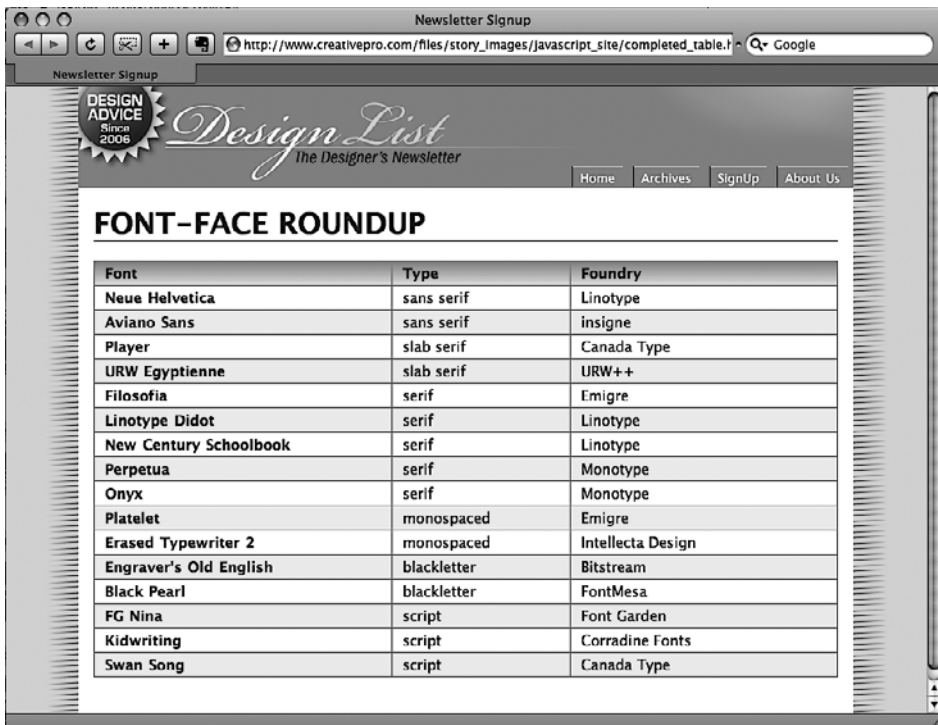 Newsletter Signup
http://www.creativepro.com/files/story_images/javascript_site/completed_table.h Google
Newsletter Signup
DESIGN
ADVICE
Since
2006
Design List
The Designer's Newsletter
Home Archives SignUp About Us
FONT-FACE ROUNDUP
Font Type Foundry
Neue Helvetica sans serif Linotype
Aviano Sans sans serif insigne
Player slab serif Canada Type
URW Egyptienne slab serif URW++
Filosofia serif Emigre
Linotype Didot serif Linotype
New Century Schoolbook serif Linotype
Perpetua serif Monotype
Onyx serif Monotype
Platelet monospaced Emigre
Erased Typewriter 2 monospaced Intellecta Design
Engraver's Old English blackletter Bitstream
Black Pearl blackletter FontMesa
FG Nina script Font Garden
Kidwriting script Corradine Fonts
Swan Song script Canada Type